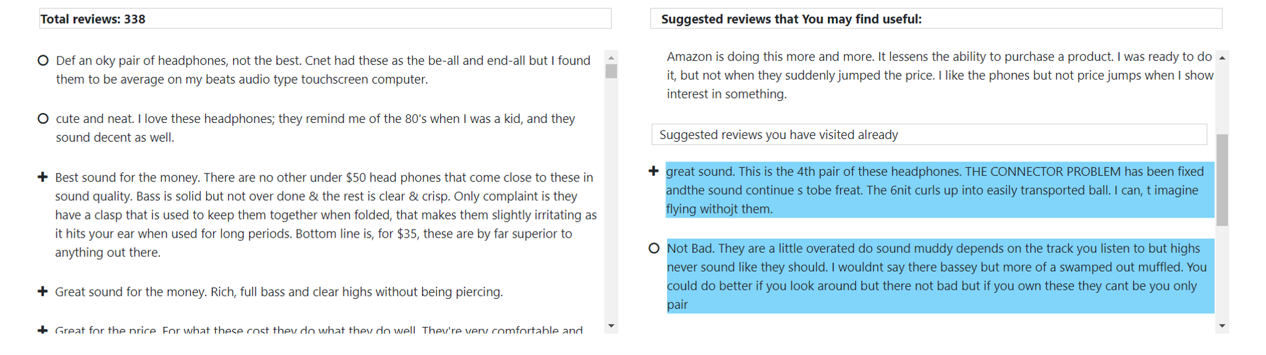 Total reviews: 338
Def an oky pair of headphones, not the best. Cnet had these as the be-all and end-all but I found
them to be average on my beats audio type touchscreen computer.
cute and neat. I love these headphones; they remind me of the 80's when I was a kid, and they
sound decent as well.
Best sound for the money. There are no other under $50 head phones that come close to these in
sound quality. Bass is solid but not over done & the rest is clear & crisp. Only complaint is they
have a clasp that is used to keep them together when folded, that makes them slightly irritating as
it hits your ear when used for long periods. Bottom line is, for $35, these are by far superior to
anything out there.
Great sound for the money. Rich, full bass and clear highs without being piercing.
Great for the price. For what these cost they do what they do well. They're very comfortable and
Suggested reviews that You may find useful:
Amazon is doing this more and more. It lessens the ability to purchase a product. I was ready to do
it, but not when they suddenly jumped the price. I like the phones but not price jumps when I show
interest in something.
Suggested reviews you have visited already
great sound. This is the 4th pair of these headphones. THE CONNECTOR PROBLEM has been fixed
andthe sound continue s tobe freat. The 6nit curls up into easily transported ball. I can, t imagine
flying withojt them.
Not Bad. They are a little overated do sound muddy depends on the track you listen to but highs
never sound like they should. I wouldnt say there bassey but more of a swamped out muffled. You
could do better if you look around but there not bad but if you own these they cant be you only
pair